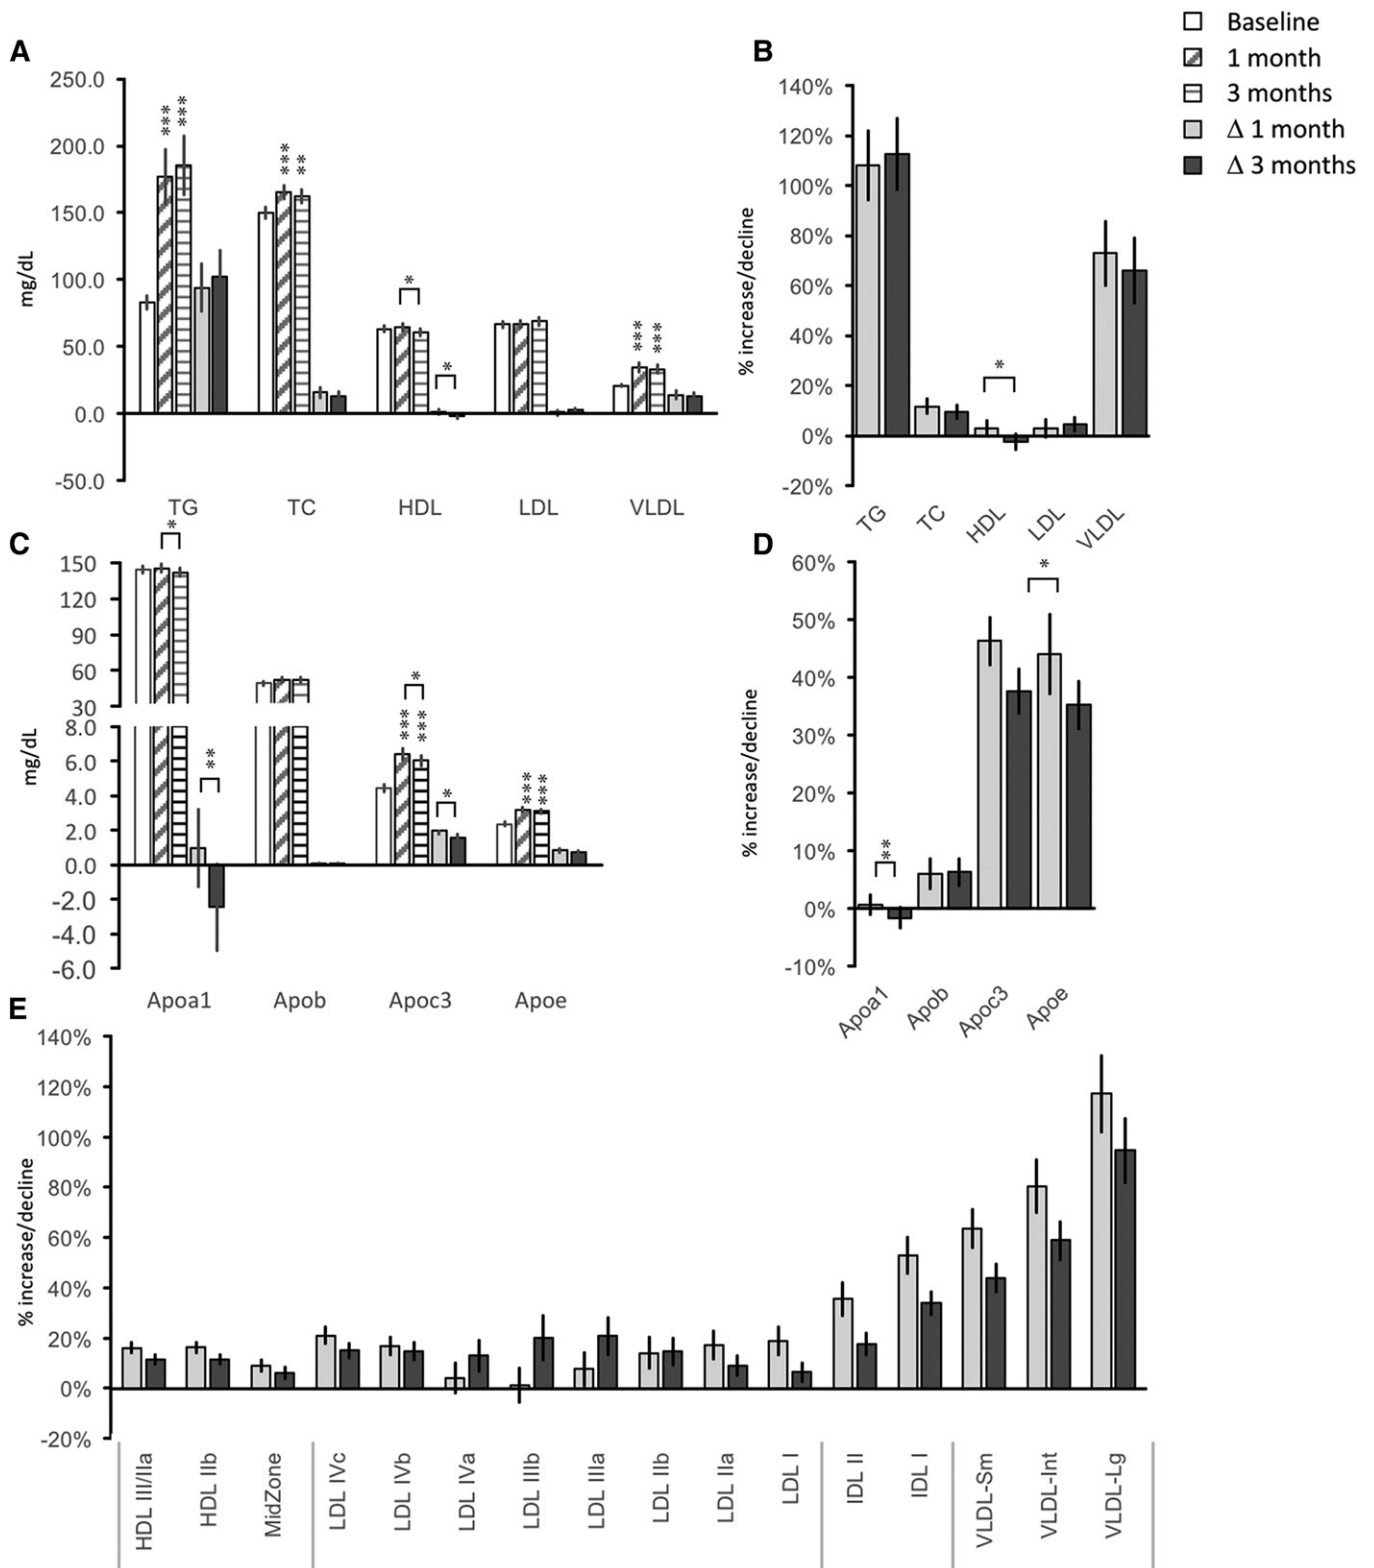 Baseline
1 month
3 months
Δ 1 month
Δ 3 months
A
250.0
200.0
150.0
100.0
50.0
0.0
-50.0
mg/dL
*** *** *** ** * * *** ***
TG TC HDL LDL VLDL
B
140%
120%
100%
80%
60%
40%
20%
0%
-20%
% increase/decline
*
TG TC HDL LDL VLDL
C
150
120
90
60
30
8.0
6.0
4.0
2.0
0.0
-2.0
-4.0
-6.0
mg/dL
* ** * *** *** * *** ***
Apoa1 Apob Apoc3 Apoe
D
60%
50%
40%
30%
20%
10%
0%
-10%
% increase/decline
** *
Apoa1 Apob Apoc3 Apoe
E
140%
120%
100%
80%
60%
40%
20%
0%
-20%
% increase/decline
HDL III/IIa
HDL IIb
MidZone
LDL IVc
LDL IVb
LDL IVa
LDL IIIb
LDL IIIa
LDL IIb
LDL IIa
LDL I
IDL II
IDL I
VLDL-Sm
VLDL-Int
VLDL-Lg